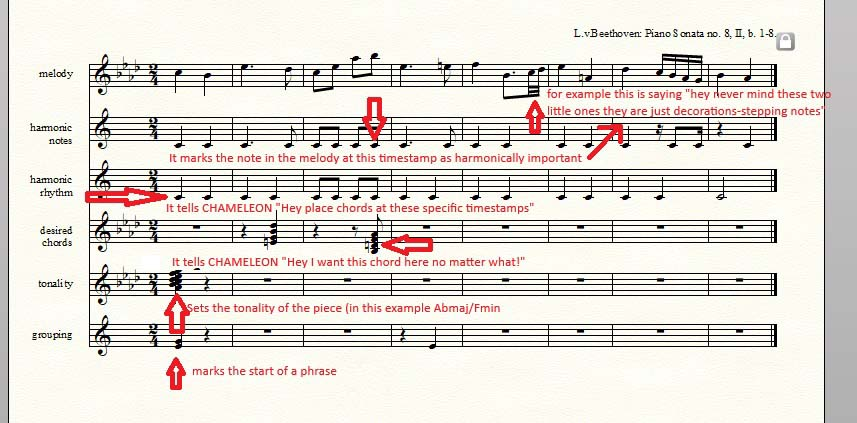 L.v.Beethoven: Piano Sonata no. 8, II, b. 1-8.
melody
for example this is saying "hey never mind these two
little ones they are just decorations-stepping notes"
harmonic
notes
It marks the note in the melody at this timestamp as harmonically important
harmonic
rhythm
It tells CHAMELEON "Hey place chords at these specific timestamps"
desired
chords
It tells CHAMELEON "Hey I want this chord here no matter what!"
tonality
Sets the tonality of the piece (in this example Abmaj/Fmin
grouping
marks the start of a phrase